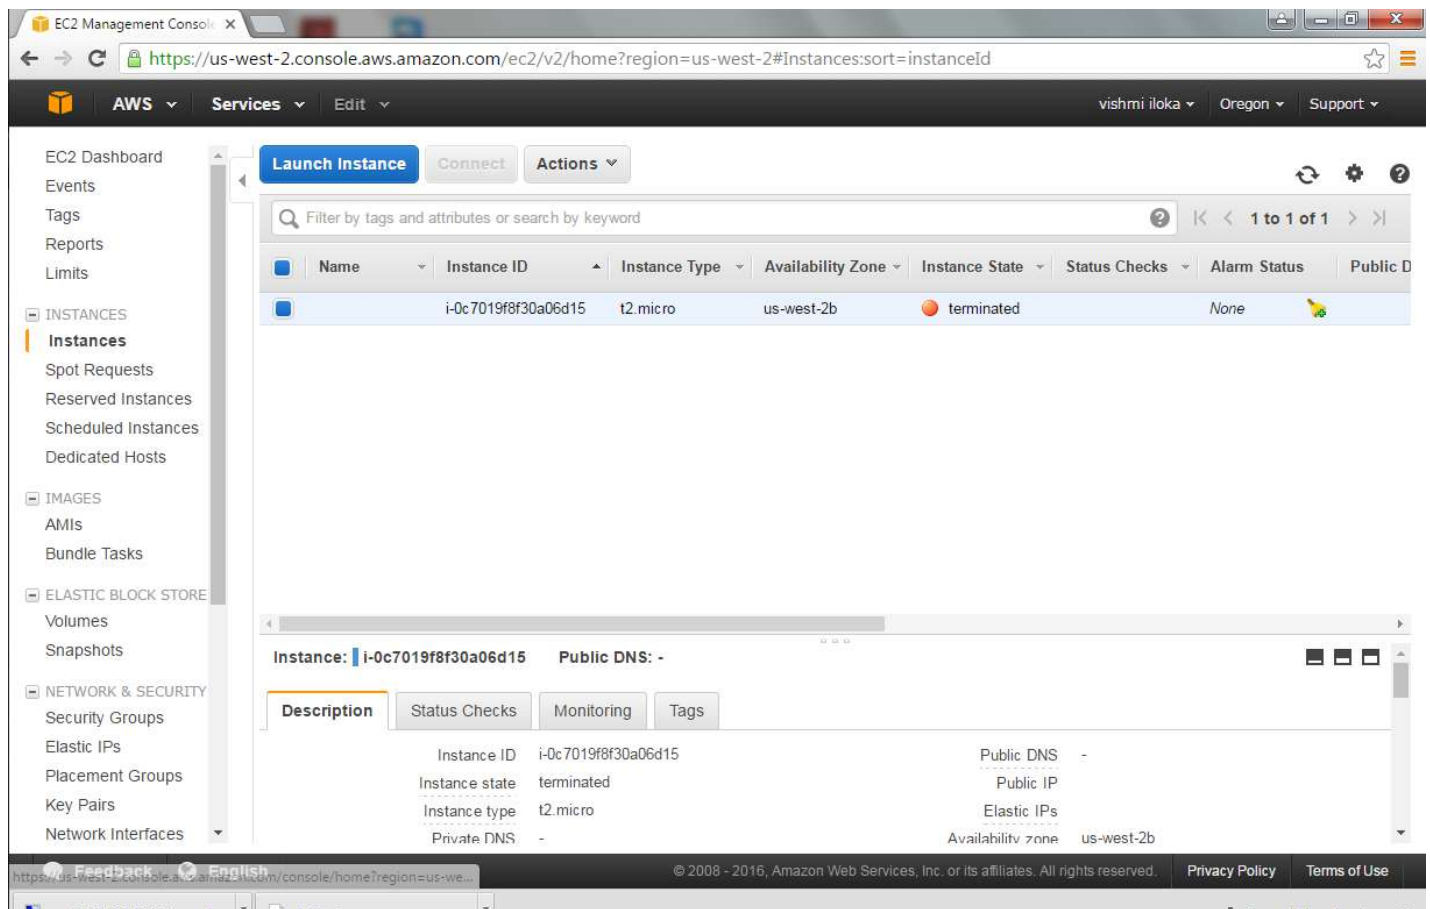 EC2 Management Consol
https://us-west-2.console.aws.amazon.com/ec2/v2/home?region=us-west-2#Instances:sort=instanceId
AWS Services Edit vishmi iloka Oregon Support
EC2 Dashboard
Events
Tags
Reports
Limits
INSTANCES
Instances
Spot Requests
Reserved Instances
Scheduled Instances
Dedicated Hosts
IMAGES
AMIs
Bundle Tasks
ELASTIC BLOCK STORE
Volumes
Snapshots
NETWORK & SECURITY
Security Groups
Elastic IPs
Placement Groups
Key Pairs
Network Interfaces
Launch Instance Connect Actions
Filter by tags and attributes or search by keyword 1 to 1 of 1
Name Instance ID Instance Type Availability Zone Instance State Status Checks Alarm Status Public D
i-0c7019f8f30a06d15 t2.micro us-west-2b terminated None
Instance: i-0c7019f8f30a06d15 Public DNS: -
Description Status Checks Monitoring Tags
Instance ID i-0c7019f8f30a06d15 Public DNS -
Instance state terminated Public IP
Instance type t2.micro Elastic IPs
Private DNS - Availability zone us-west-2b
Feedback English © 2008 - 2016, Amazon Web Services, Inc. or its affiliates. All rights reserved. Privacy Policy Terms of Use